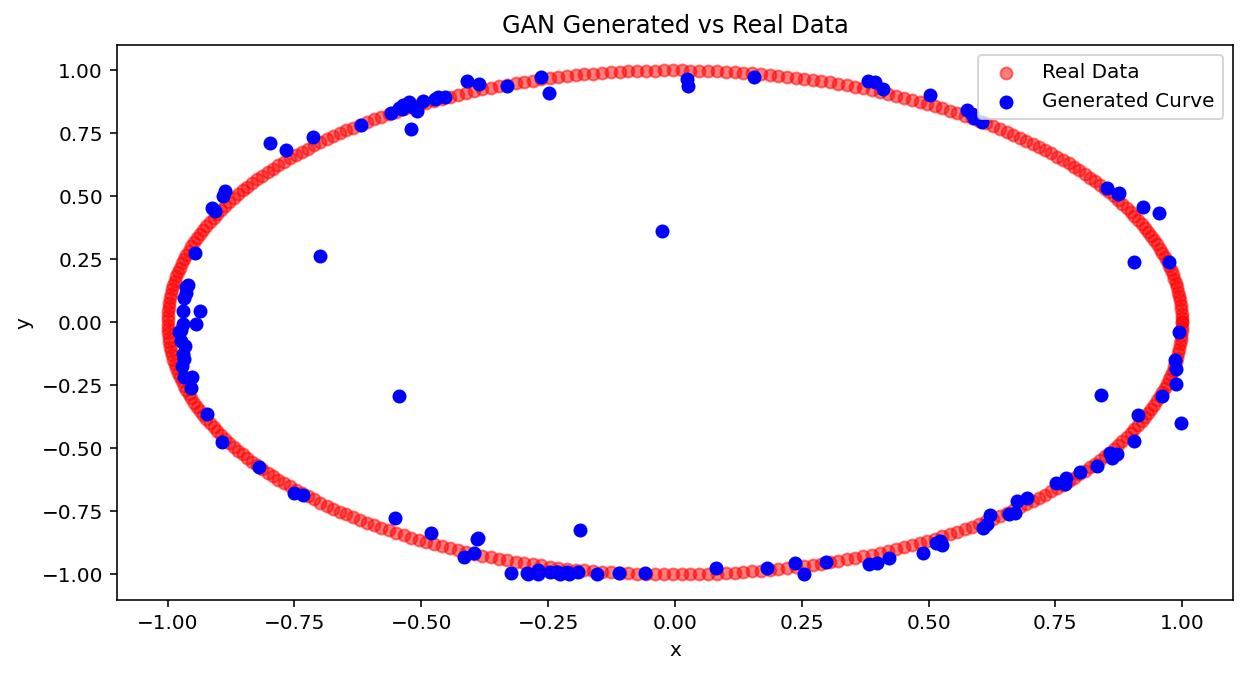 GAN Generated vs Real Data
Real Data
Generated Curve
1.00
0.75
0.50
0.25
0.00
−0.25
−0.50
−0.75
−1.00
y
−1.00 −0.75 −0.50 −0.25 0.00 0.25 0.50 0.75 1.00
x